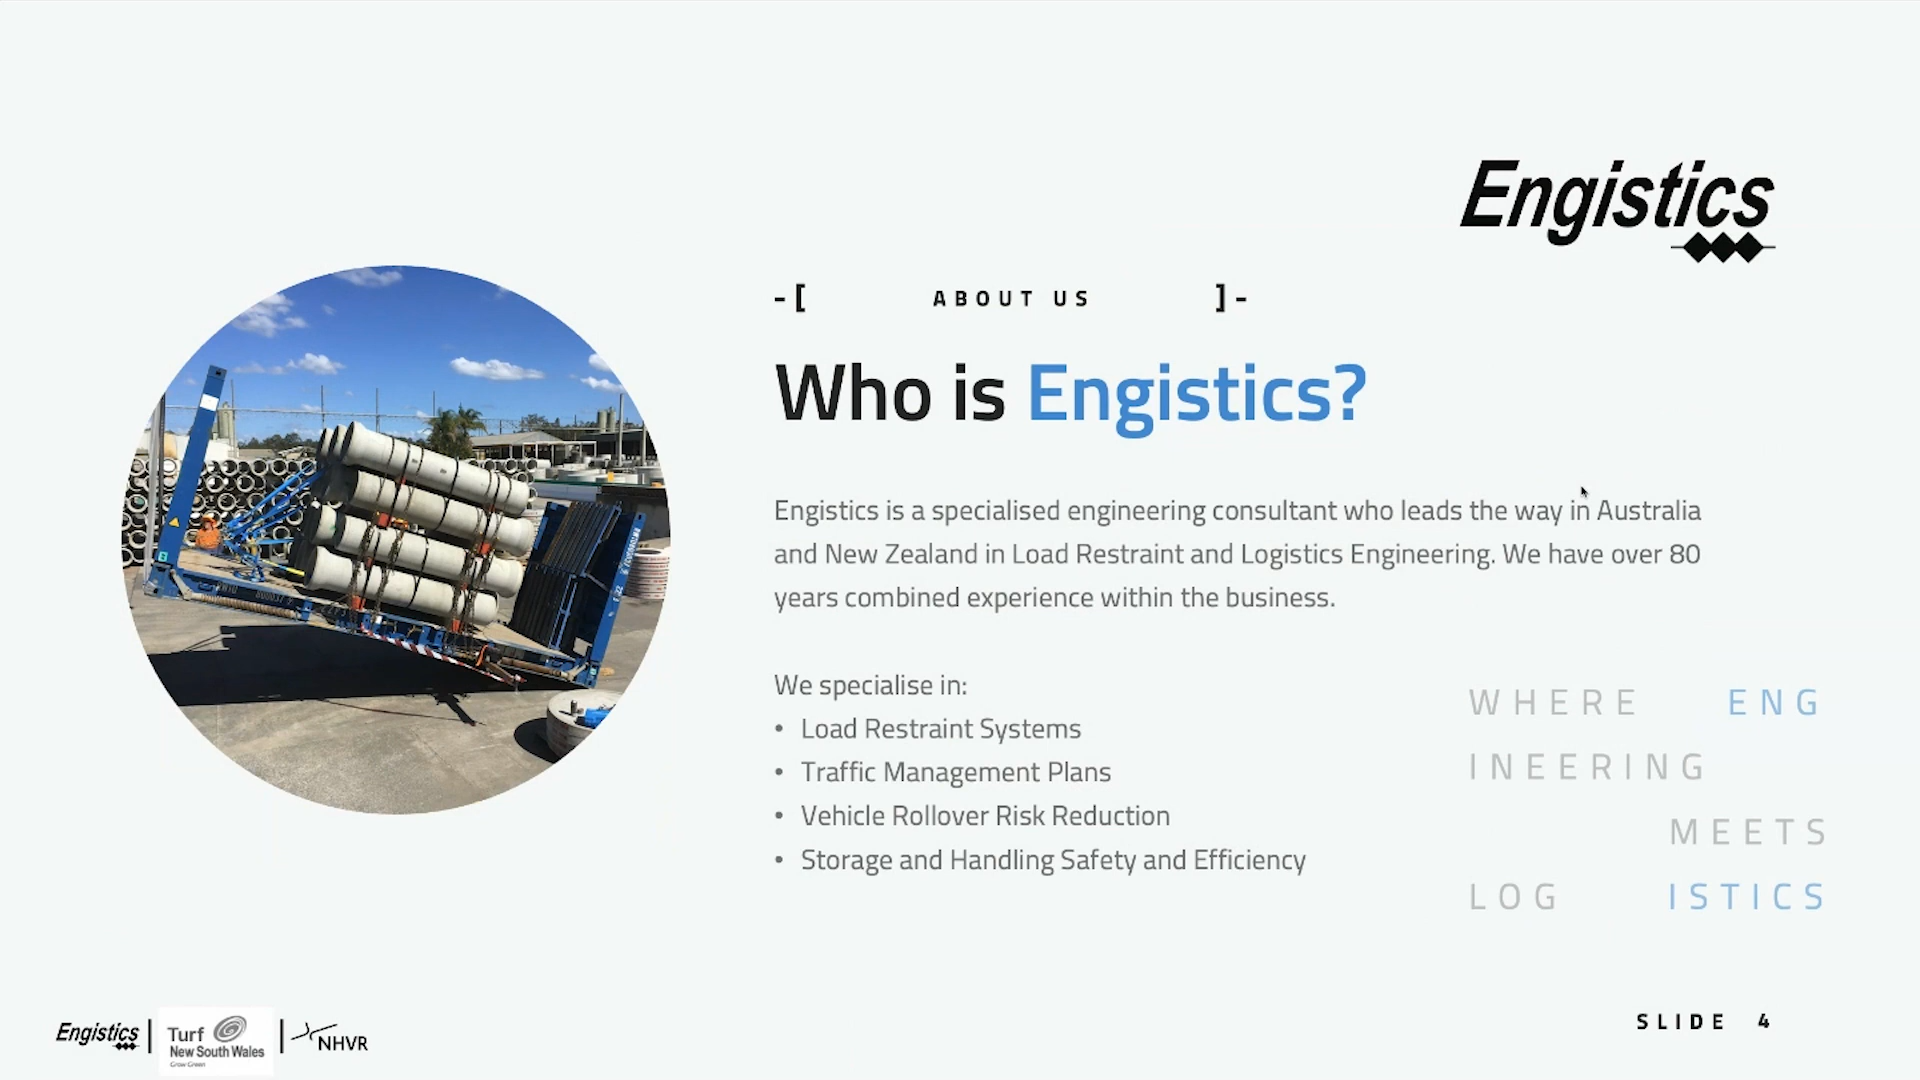 Engistics
-[ ABOUT US ]-
Who is Engistics?
Engistics is a specialised engineering consultant who leads the way in Australia
and New Zealand in Load Restraint and Logistics Engineering. We have over 80
years combined experience within the business.
We specialise in:
• Load Restraint Systems
• Traffic Management Plans
• Vehicle Rollover Risk Reduction
• Storage and Handling Safety and Efficiency
WHERE ENG
INEERING
MEETS
LOG ISTICS
Engistics
Turf
New South Wales
Grow Green
NHVR
SLIDE 4